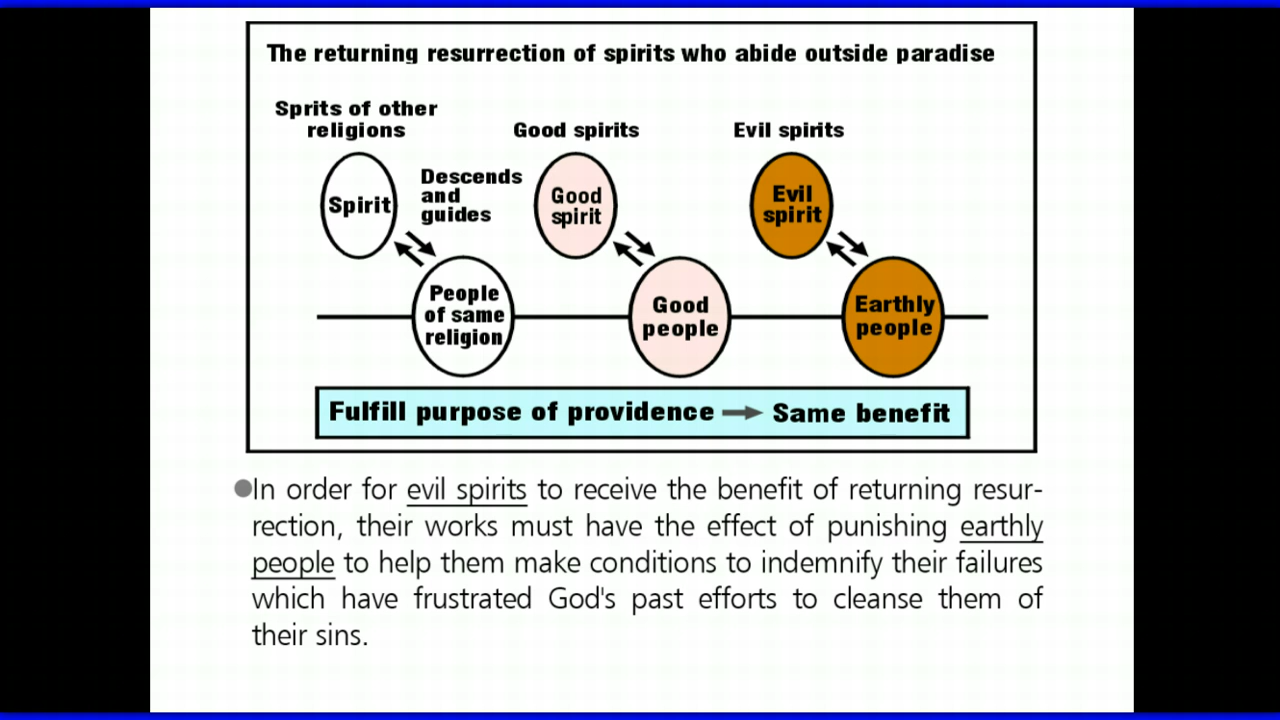 The returning resurrection of spirits who abide outside paradise
Sprits of other
religions
Good spirits
Evil spirits
Spirit
Descends
and
guides
Good
spirit
Evil
spirit
People
of same
religion
Good
people
Earthly
people
Fulfill purpose of providence → Same benefit
●In order for evil spirits to receive the benefit of returning resur-
rection, their works must have the effect of punishing earthly
people to help them make conditions to indemnify their failures
which have frustrated God's past efforts to cleanse them of
their sins.